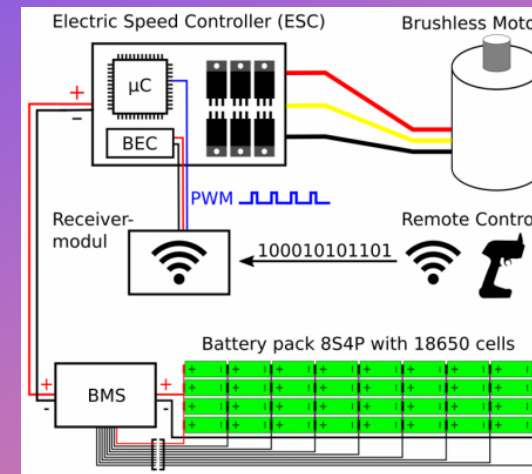 Electric Speed Controller (ESC)
Brushless Moto
µC
+
-
BEC
PWM
Receiver-
modul
Remote Contro
100010101101
Battery pack 8S4P with 18650 cells
BMS
+
-
+
-
+ I + I + I + I + I + I + I + I
+ I + I + I + I + I + I + I + I
+ I + I + I + I + I + I + I + I
+ I + I + I + I + I + I + I + I